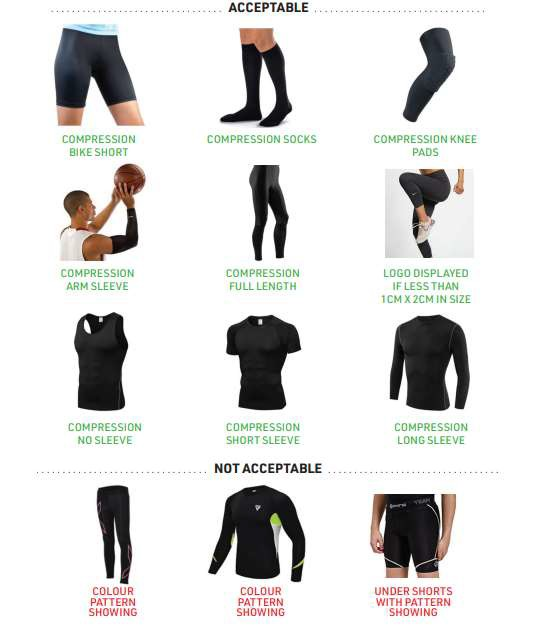 ACCEPTABLE
COMPRESSION
BIKE SHORT
COMPRESSION SOCKS
COMPRESSION KNEE
PADS
COMPRESSION
ARM SLEEVE
COMPRESSION
FULL LENGTH
LOGO DISPLAYED
IF LESS THAN
1CM X 2CM IN SIZE
COMPRESSION
NO SLEEVE
COMPRESSION
SHORT SLEEVE
COMPRESSION
LONG SLEEVE
NOT ACCEPTABLE
COLOUR
PATTERN
SHOWING
COLOUR
PATTERN
SHOWING
UNDER SHORTS
WITH PATTERN
SHOWING